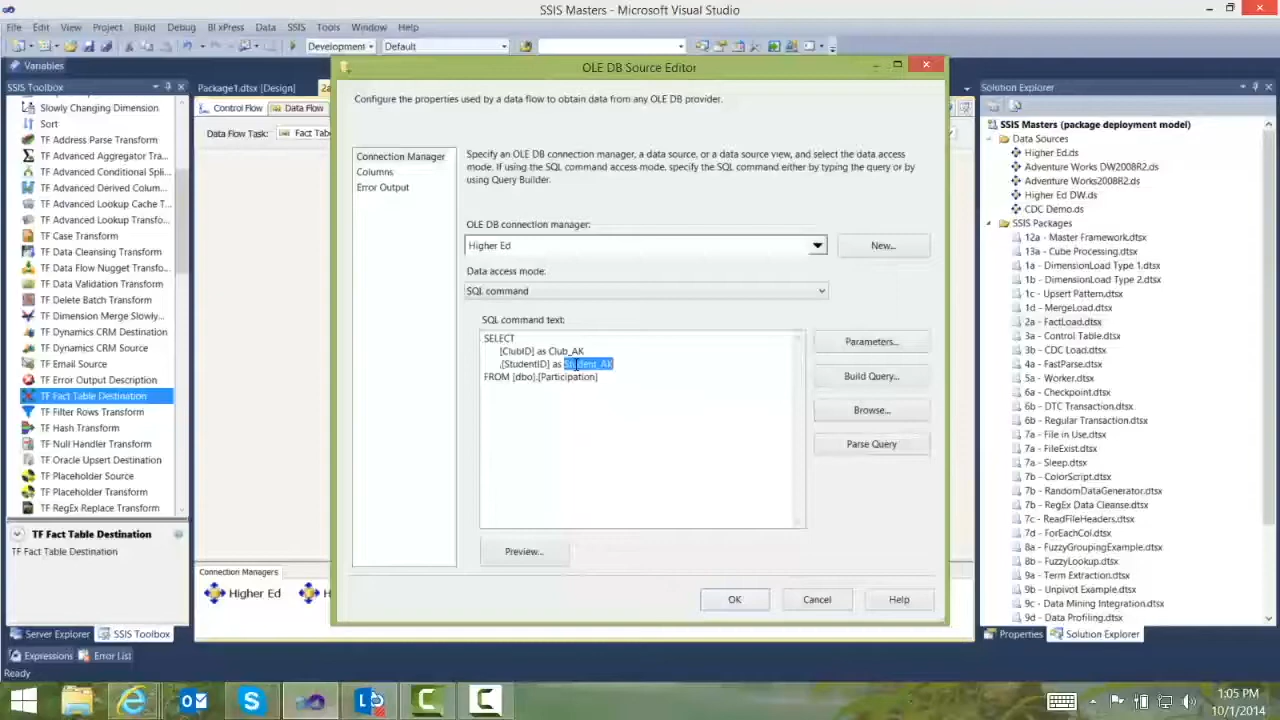 SSIS Masters - Microsoft Visual Studio
File Edit View Project Build Debug BI xPress Data SSIS Tools Window Help
Development Default
Variables
SSIS Toolbox
Slowly Changing Dimension
Sort
TF Address Parse Transform
TF Advanced Aggregator Tra...
TF Advanced Conditional Spli...
TF Advanced Derived Colum...
TF Advanced Lookup Cache T...
TF Advanced Lookup Transfo...
TF Case Transform
TF Data Cleansing Transform
TF Data Flow Nugget Transfo...
TF Data Validation Transform
TF Delete Batch Transform
TF Dimension Merge Slowly...
TF Dynamics CRM Destination
TF Dynamics CRM Source
TF Email Source
TF Error Output Description
TF Fact Table Destination
TF Filter Rows Transform
TF Hash Transform
TF Null Handler Transform
TF Oracle Upsert Destination
TF Placeholder Source
TF Placeholder Transform
TF RegEx Replace Transform
TF Fact Table Destination
TF Fact Table Destination
Server Explorer SSIS Toolbox
Expressions Error List
Ready
Package1.dtsx [Design] 2a
Control Flow Data Flow
Data Flow Task: Fact Tab
Connection Managers
Higher Ed H
OLE DB Source Editor
Configure the properties used by a data flow to obtain data from any OLE DB provider.
Connection Manager
Columns
Error Output
Specify an OLE DB connection manager, a data source, or a data source view, and select the data access
mode. If using the SQL command access mode, specify the SQL command either by typing the query or by
using Query Builder.
OLE DB connection manager:
Higher Ed New...
Data access mode:
SQL command
SQL command text:
SELECT
[ClubID] as Club_AK
,[StudentID] as Student_AK
FROM [dbo].[Participation]
Parameters...
Build Query...
Browse...
Parse Query
Preview...
OK Cancel Help
Solution Explorer
SSIS Masters (package deployment model)
Data Sources
Higher Ed.ds
Adventure Works DW2008R2.ds
Adventure Works2008R2.ds
Higher Ed DW.ds
CDC Demo.ds
SSIS Packages
12a - Master Framework.dtsx
13a - Cube Processing.dtsx
1a - DimensionLoad Type 1.dtsx
1b - DimensionLoad Type 2.dtsx
1c - Upsert Pattern.dtsx
1d - MergeLoad.dtsx
2a - FactLoad.dtsx
3a - Control Table.dtsx
3b - CDC Load.dtsx
4a - FastParse.dtsx
5a - Worker.dtsx
6a - Checkpoint.dtsx
6b - DTC Transaction.dtsx
6b - Regular Transaction.dtsx
7a - File in Use.dtsx
7a - FileExist.dtsx
7a - Sleep.dtsx
7b - ColorScript.dtsx
7b - RandomDataGenerator.dtsx
7b - RegEx Data Cleanse.dtsx
7c - ReadFileHeaders.dtsx
7d - ForEachCol.dtsx
8a - FuzzyGroupingExample.dtsx
8b - FuzzyLookup.dtsx
9a - Term Extraction.dtsx
9b - Unpivot Example.dtsx
9c - Data Mining Integration.dtsx
9d - Data Profiling.dtsx
Properties Solution Explorer
1:05 PM
10/1/2014